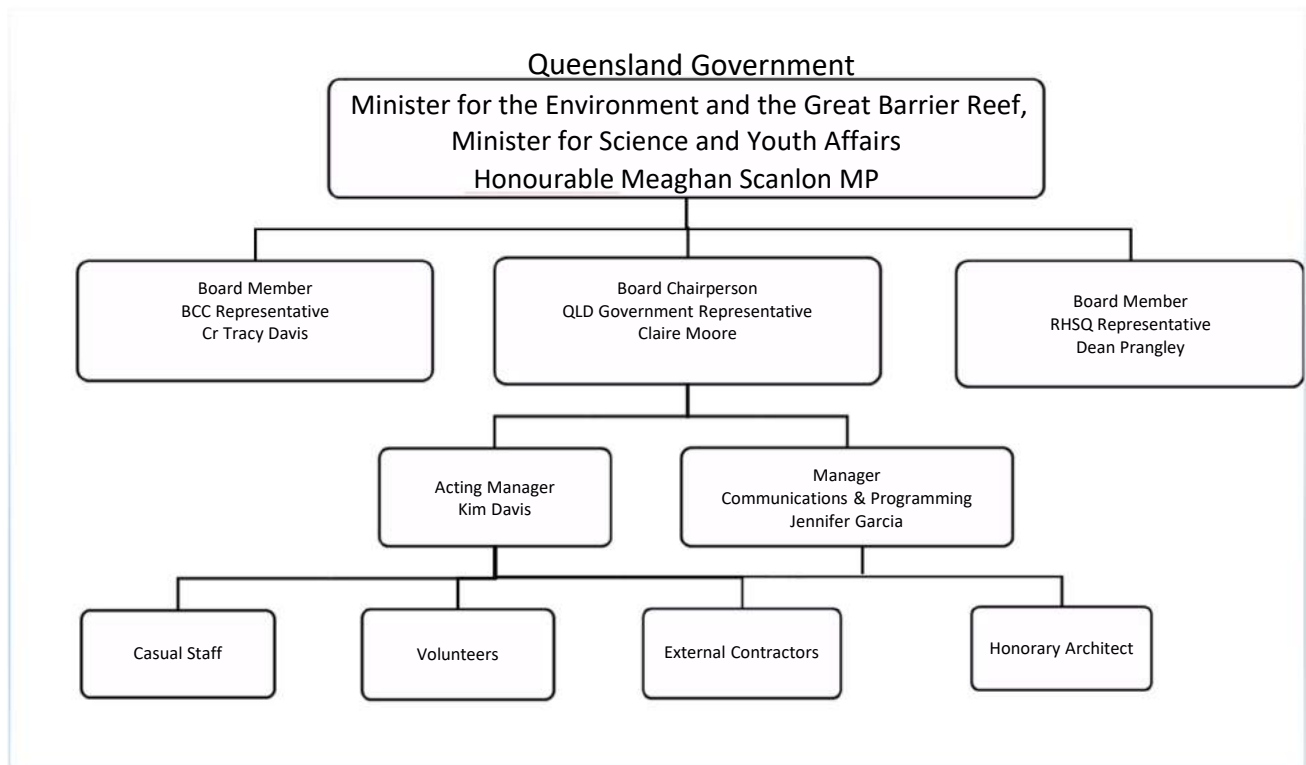 Queensland Government
Minister for the Environment and the Great Barrier Reef,
Minister for Science and Youth Affairs
Honourable Meaghan Scanlon MP
Board Member
BCC Representative
Cr Tracy Davis
Board Chairperson
QLD Government Representative
Claire Moore
Board Member
RHSQ Representative
Dean Prangley
Acting Manager
Kim Davis
Manager
Communications & Programming
Jennifer Garcia
Casual Staff
Volunteers
External Contractors
Honorary Architect